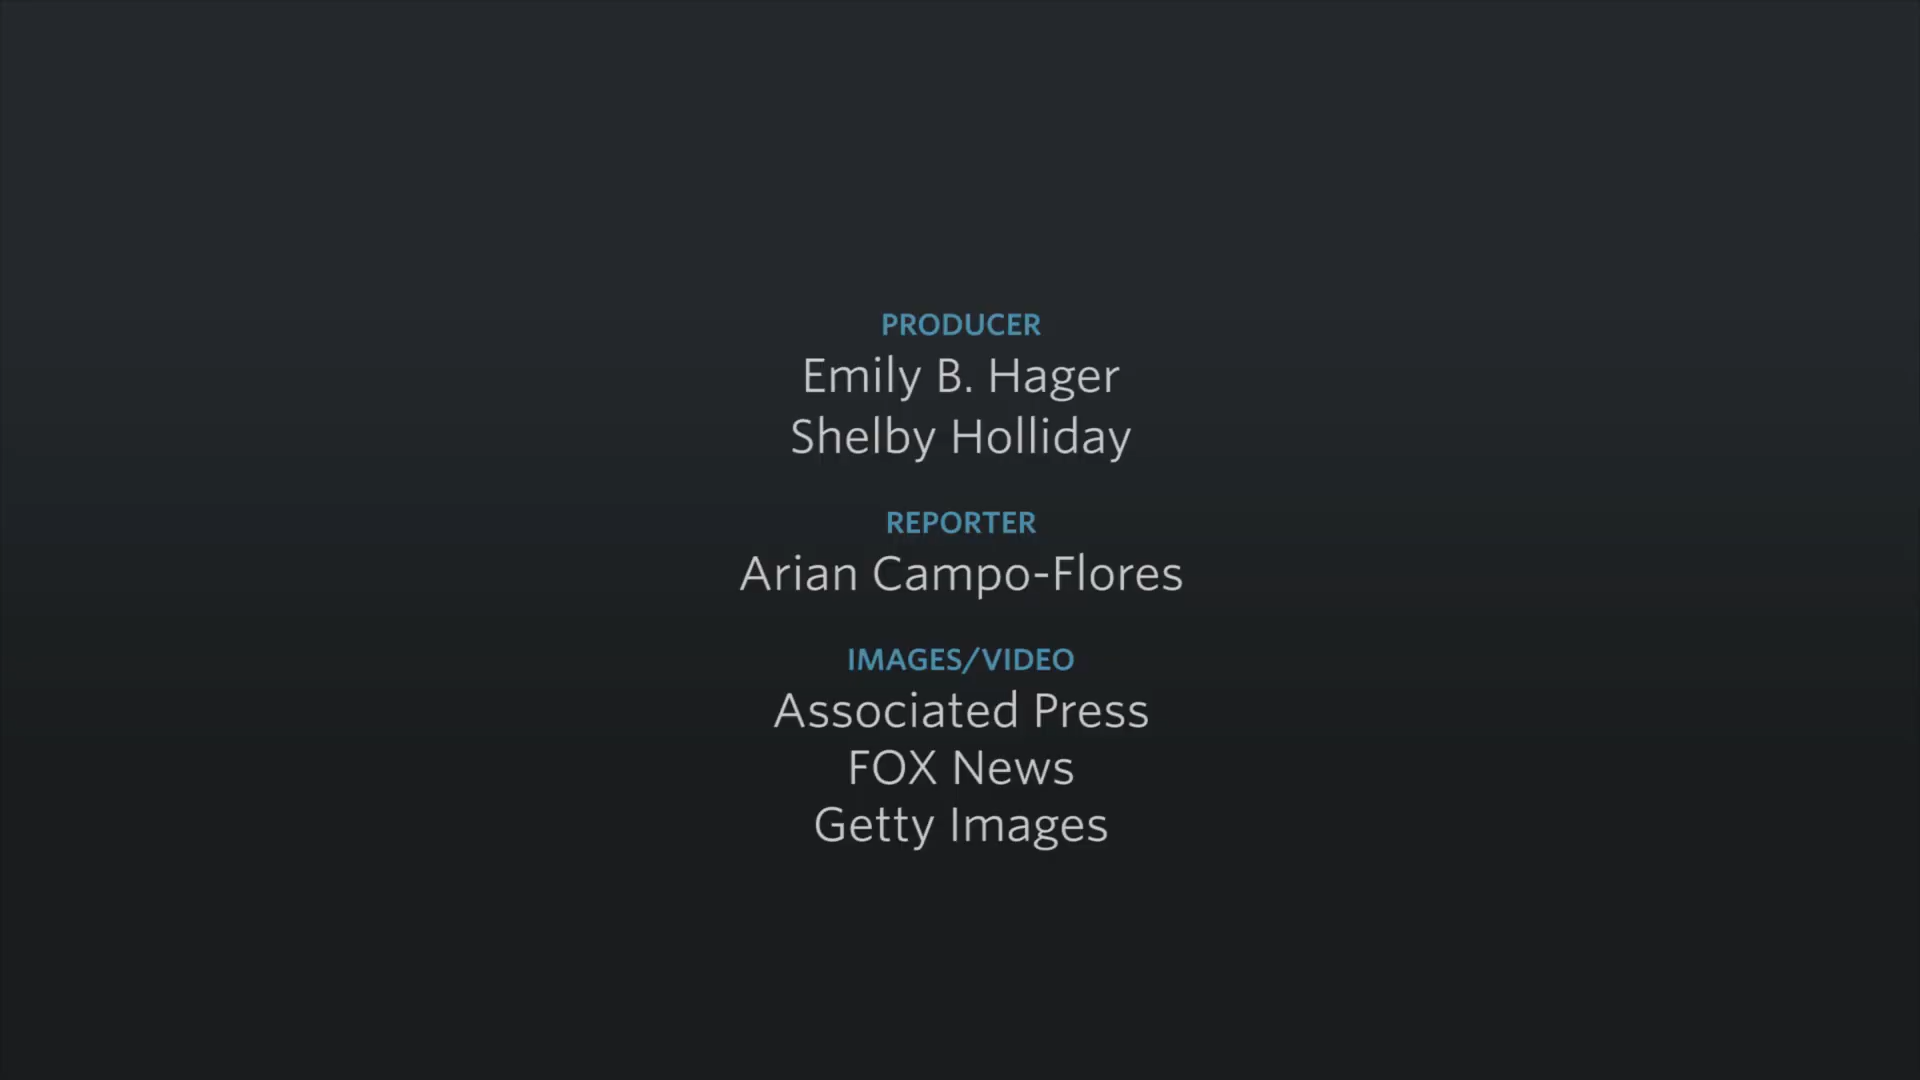 PRODUCER
Emily B. Hager
Shelby Holliday
REPORTER
Arian Campo-Flores
IMAGES/VIDEO
Associated Press
FOX News
Getty Images